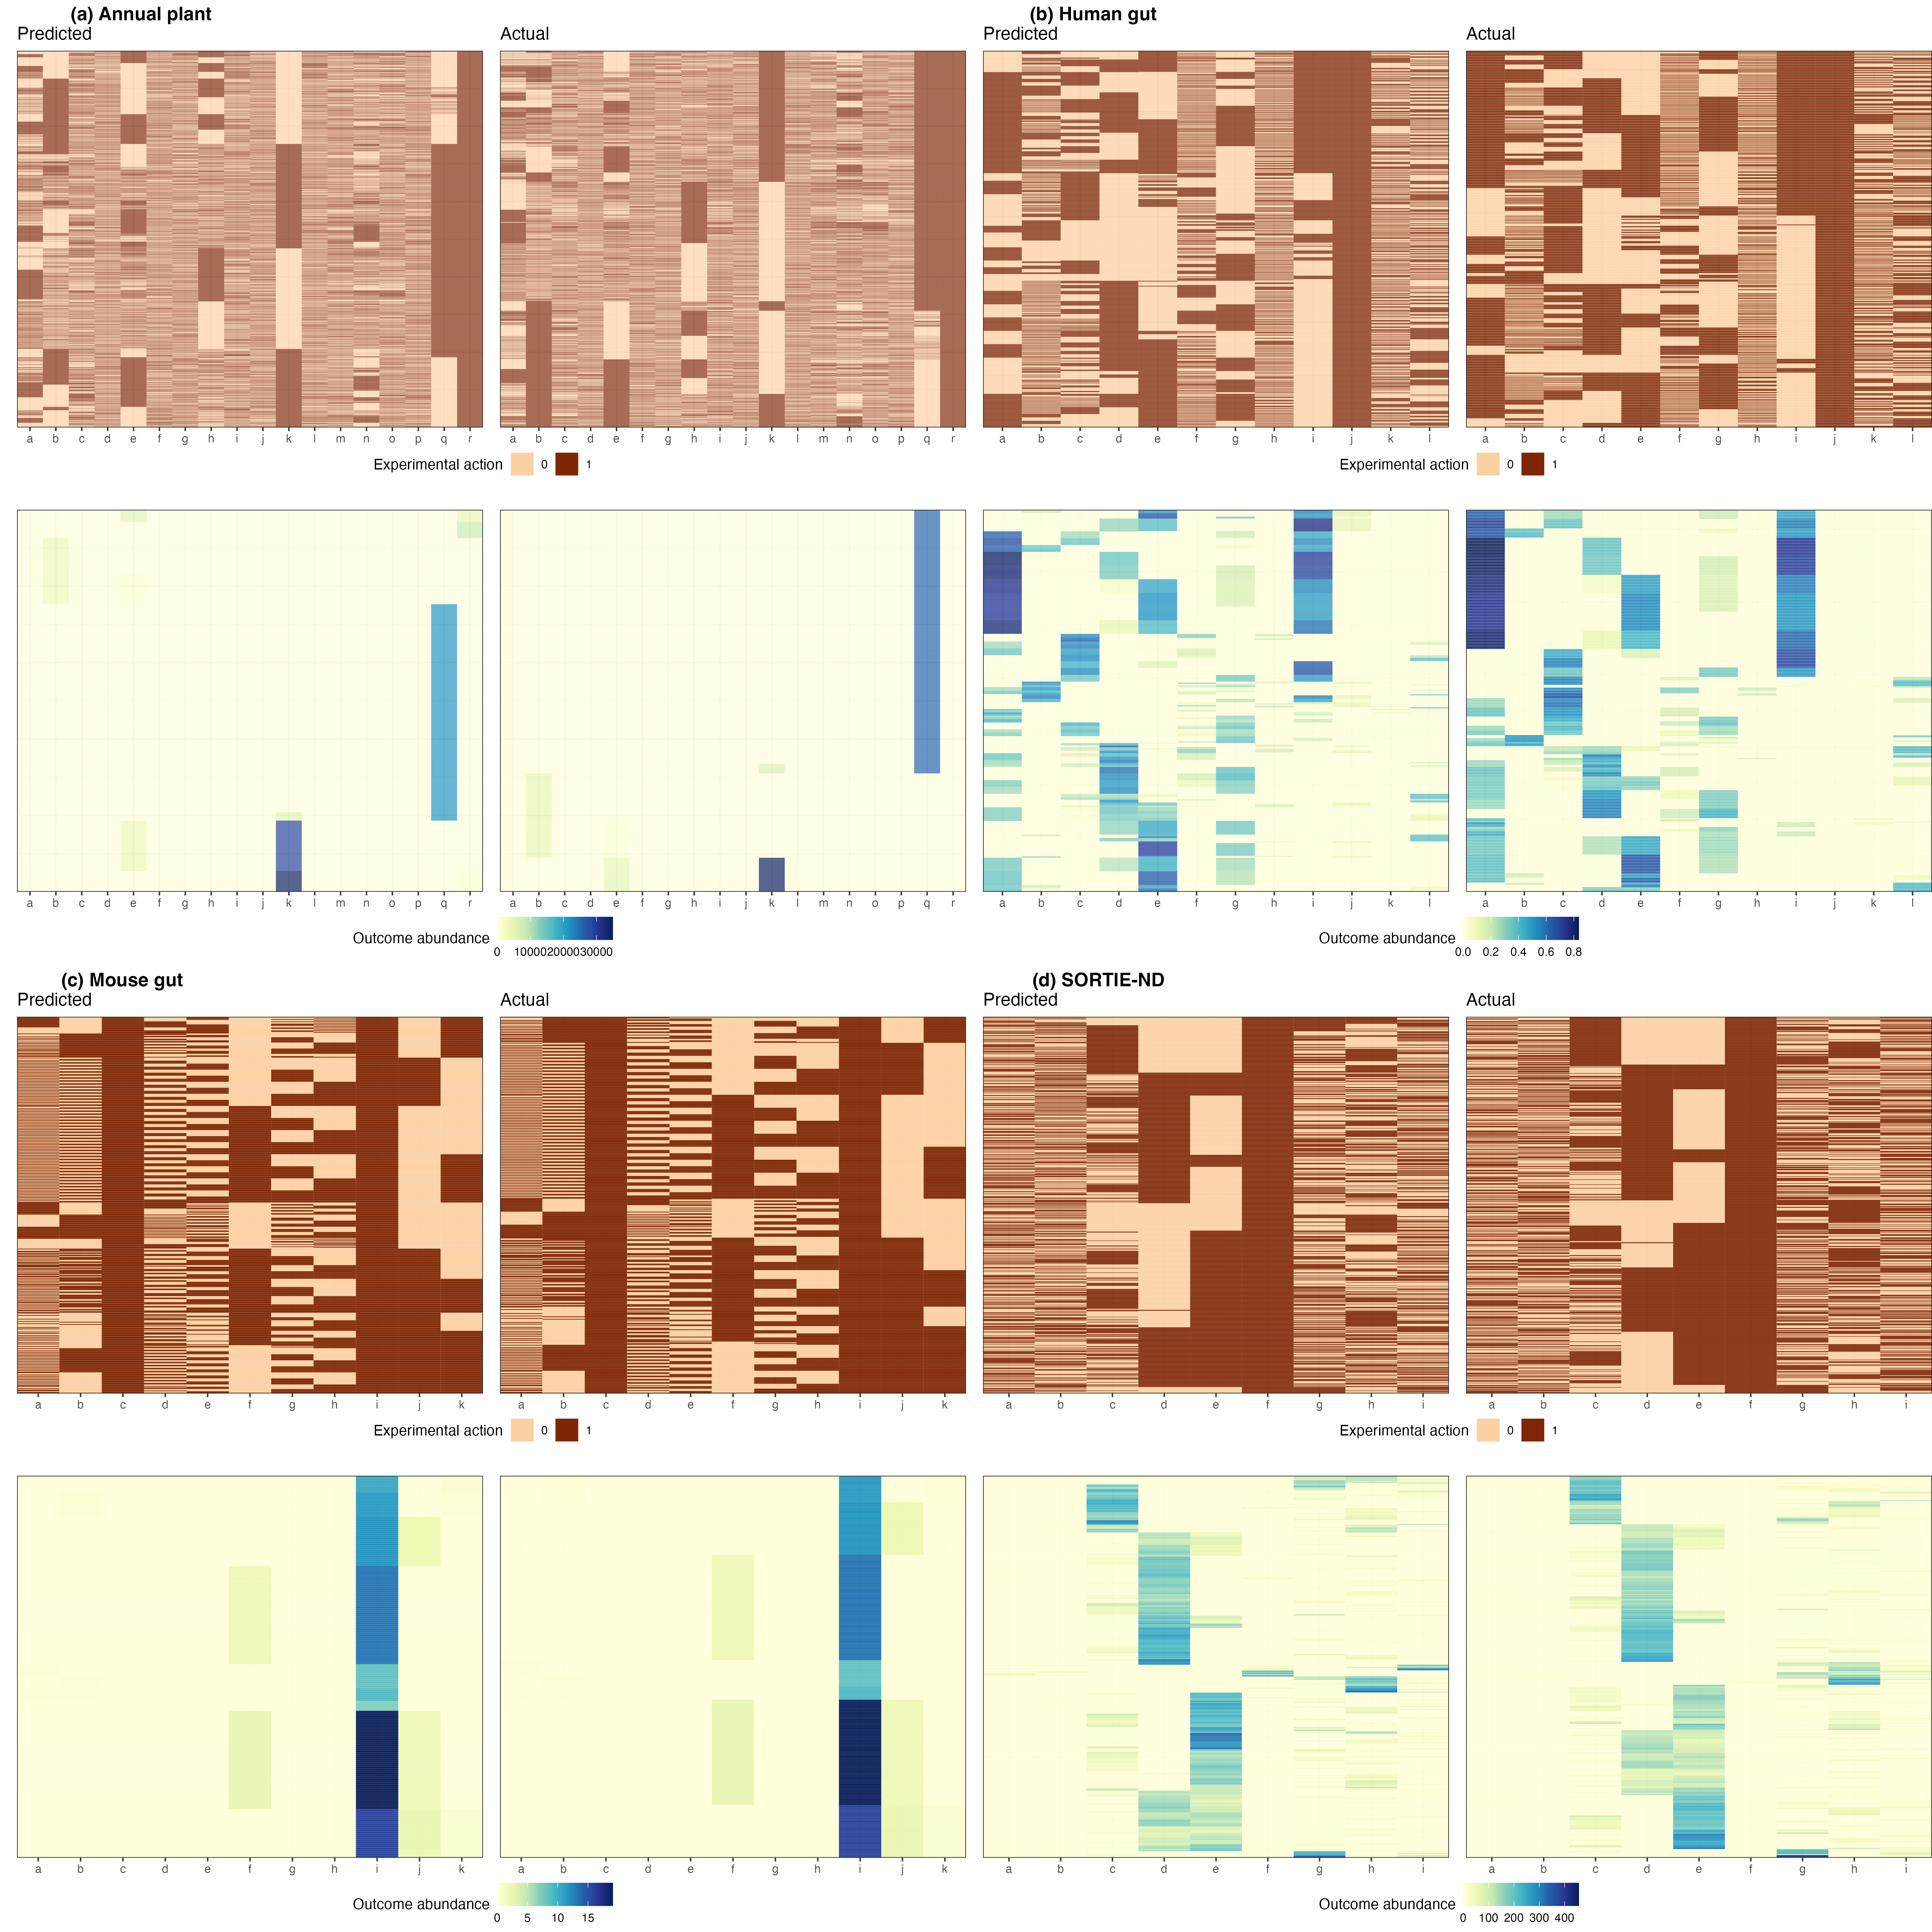 (a) Annual plant
(b) Human gut
Predicted
Actual
Predicted
Actual
a b c d e f g h i j k l m n o p q r
a b c d e f g h i j k l m n o p q r
a b c d e f g h i j k l
a b c d e f g h i j k l
Experimental action 0 1
Experimental action 0 1
a b c d e f g h i j k l m n o p q r
a b c d e f g h i j k l m n o p q r
a b c d e f g h i j k l
a b c d e f g h i j k l
Outcome abundance
0 10000 20000 30000
Outcome abundance
0.0 0.2 0.4 0.6 0.8
(c) Mouse gut
(d) SORTIE-ND
Predicted
Actual
Predicted
Actual
a b c d e f g h i j k
a b c d e f g h i j k
a b c d e f g h i
a b c d e f g h i
Experimental action 0 1
Experimental action 0 1
a b c d e f g h i j k
a b c d e f g h i j k
a b c d e f g h i
a b c d e f g h i
Outcome abundance
0 5 10 15
Outcome abundance
0 100 200 300 400